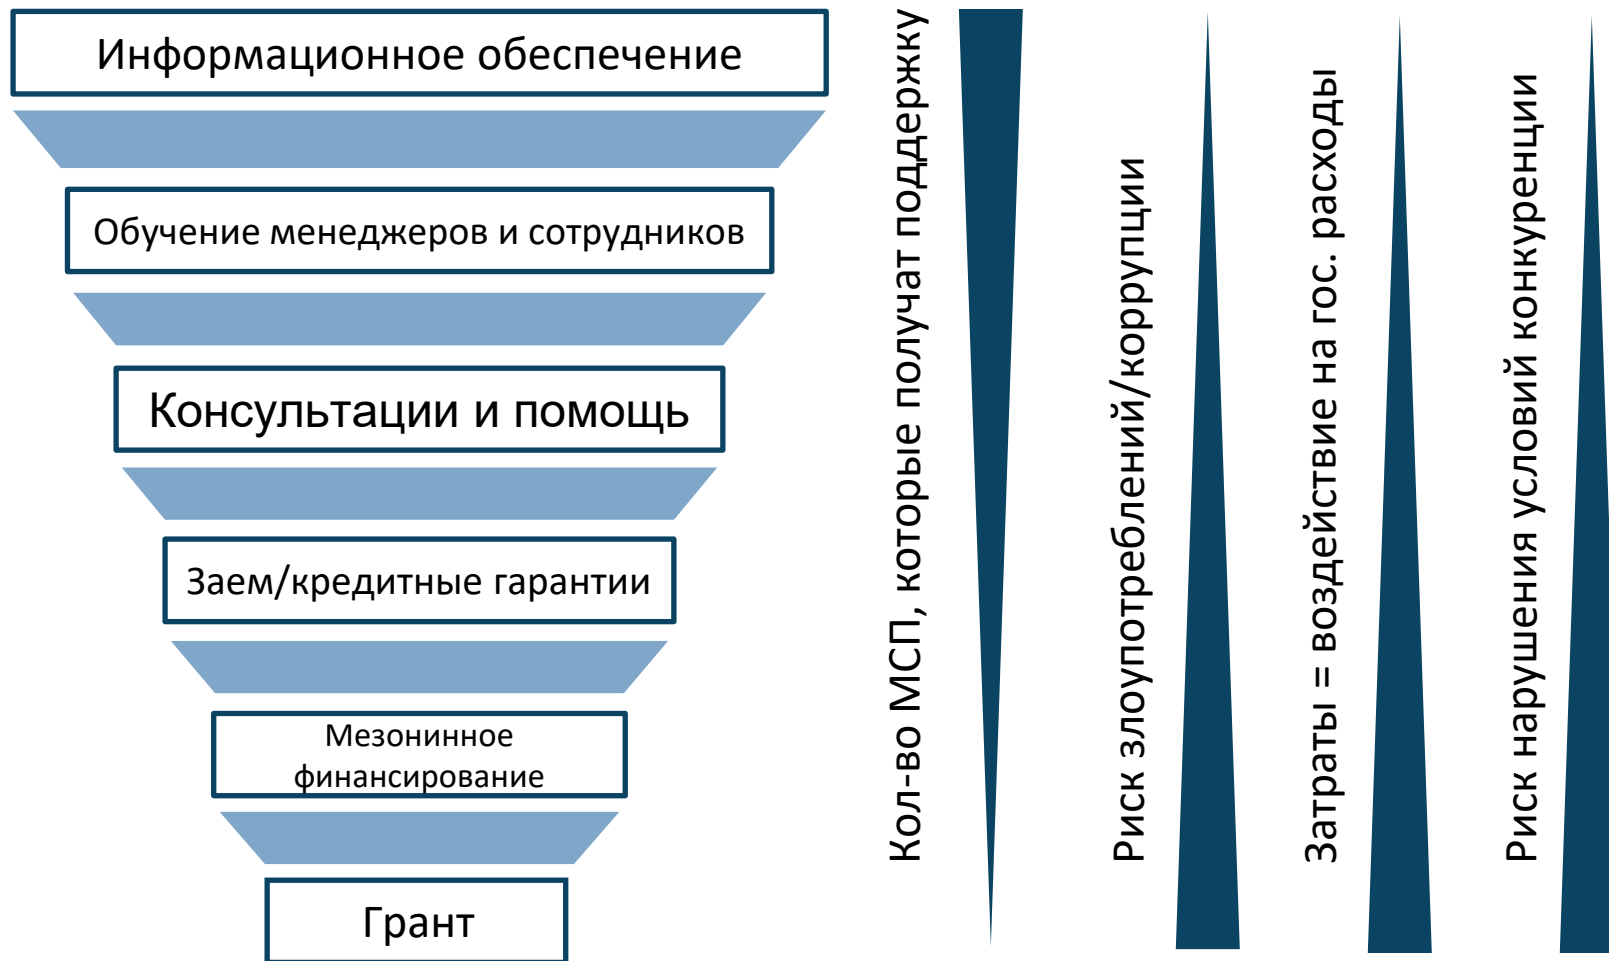 Информационное обеспечение
Обучение менеджеров и сотрудников
Консультации и помощь
Заем/кредитные гарантии
Мезонинное
финансирование
Грант
Кол-во МСП, которые получат поддержку
Риск злоупотреблений/коррупции
Затраты = воздействие на гос. расходы
Риск нарушения условий конкуренции